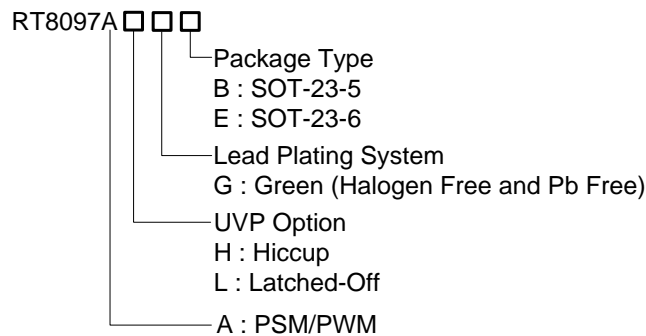 RT8097A□□□
Package Type
B : SOT-23-5
E : SOT-23-6
Lead Plating System
G : Green (Halogen Free and Pb Free)
UVP Option
H : Hiccup
L : Latched-Off
A : PSM/PWM